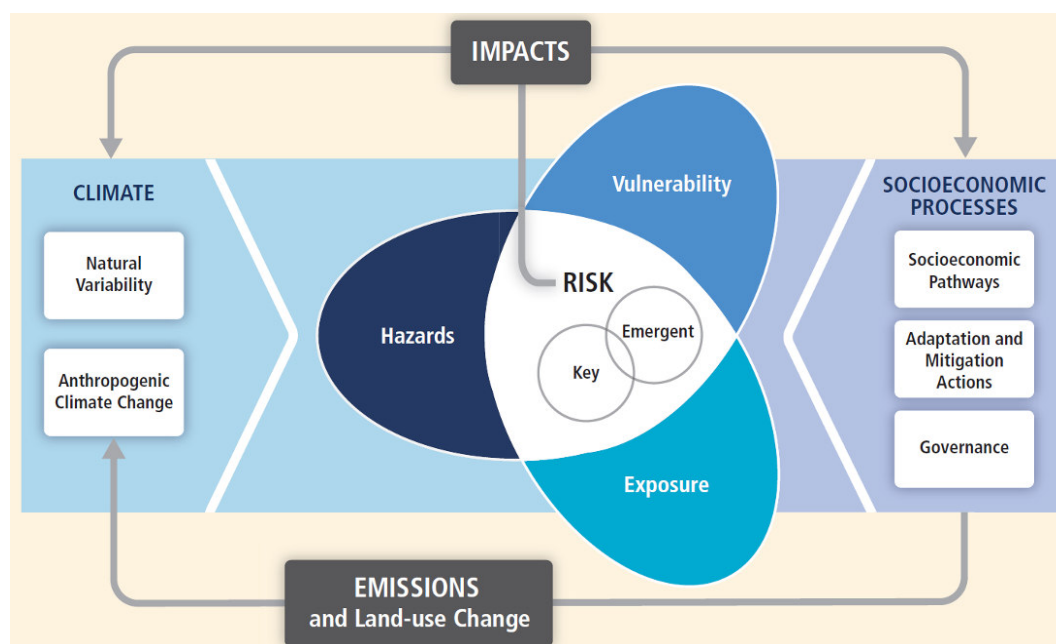 IMPACTS
CLIMATE
Natural
Variability
Anthropogenic
Climate Change
Vulnerability
Hazards
RISK
Emergent
Key
Exposure
SOCIOECONOMIC
PROCESSES
Socioeconomic
Pathways
Adaptation and
Mitigation
Actions
Governance
EMISSIONS
and Land-use Change